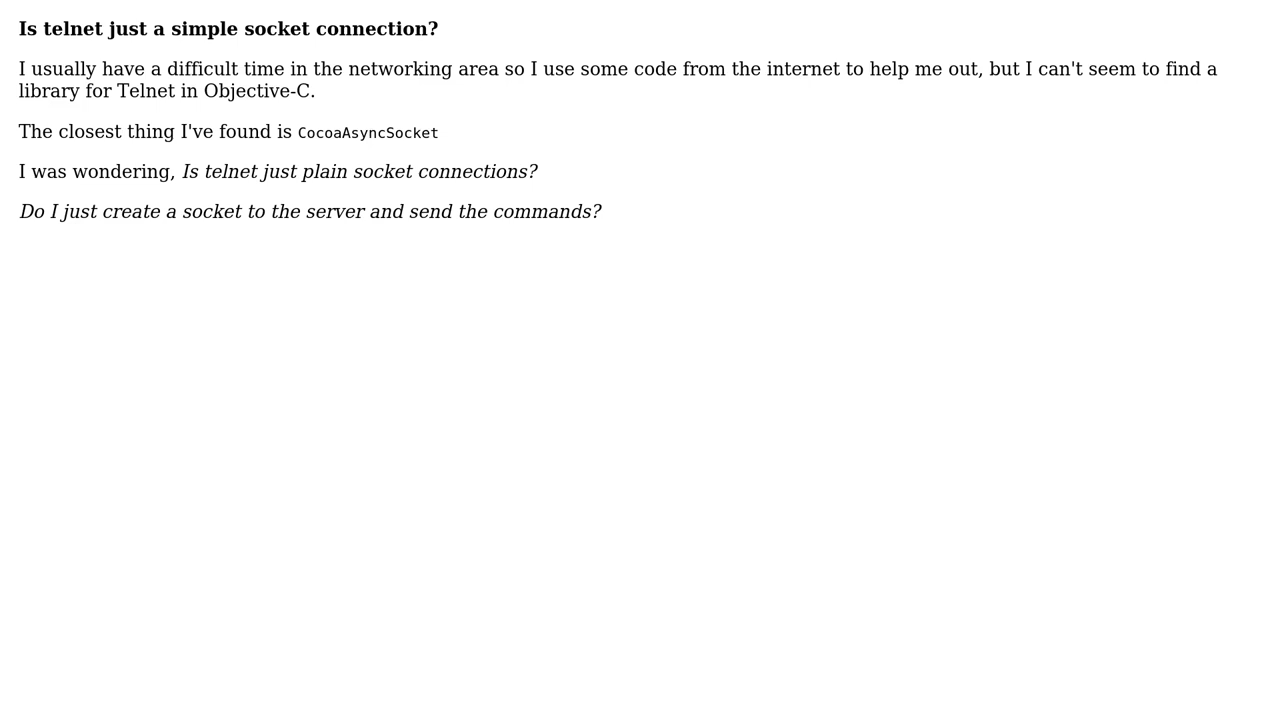 Is telnet just a simple socket connection?
I usually have a difficult time in the networking area so I use some code from the internet to help me out, but I can't seem to find a
library for Telnet in Objective-C.
The closest thing I've found is CocoaAsyncSocket
I was wondering, Is telnet just plain socket connections?
Do I just create a socket to the server and send the commands?